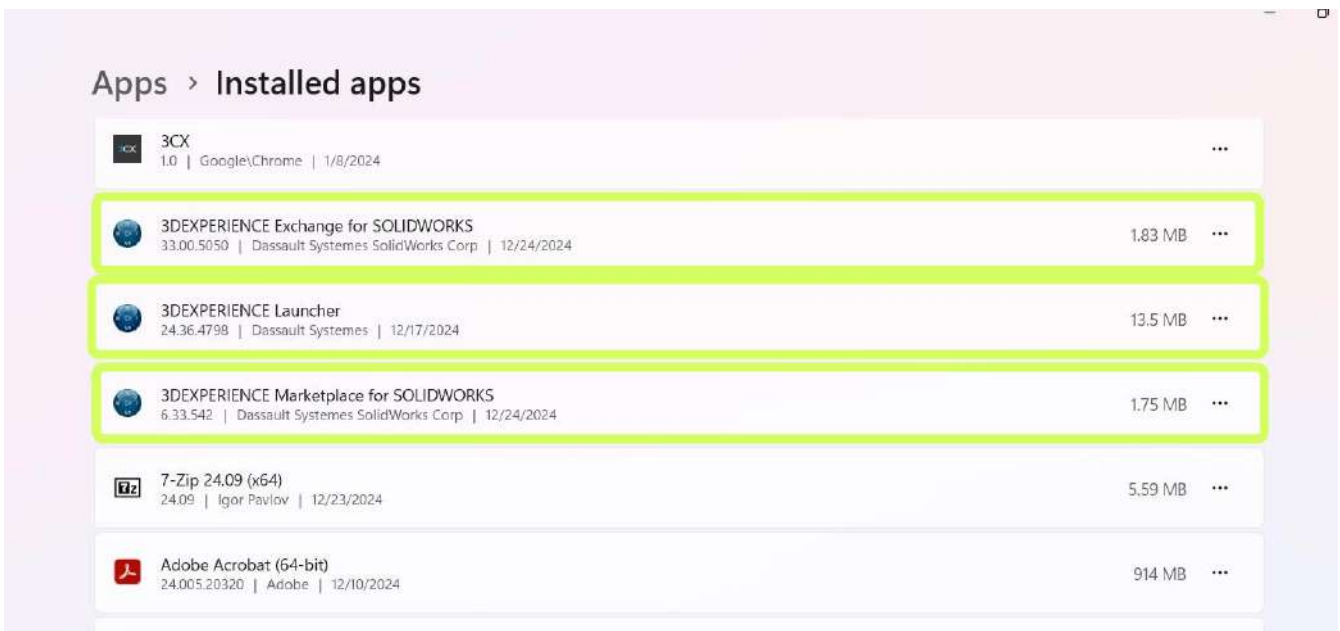 Apps > Installed apps
3CX
1.0 | Google\Chrome | 1/8/2024
3DEXPERIENCE Exchange for SOLIDWORKS
33.00.5050 | Dassault Systemes SolidWorks Corp | 12/24/2024
1.83 MB
3DEXPERIENCE Launcher
24.36.4798 | Dassault Systemes | 12/17/2024
13.5 MB
3DEXPERIENCE Marketplace for SOLIDWORKS
6.33.542 | Dassault Systemes SolidWorks Corp | 12/24/2024
1.75 MB
7-Zip 24.09 (x64)
24.09 | Igor Pavlov | 12/23/2024
5.59 MB
Adobe Acrobat (64-bit)
24.005.20320 | Adobe | 12/10/2024
914 MB